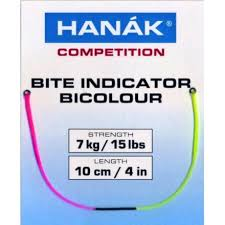 HANÁK
COMPETITION
BITE INDICATOR
BICOLOUR
STRENGTH
7 kg / 15 lbs
LENGTH
10 cm / 4 in